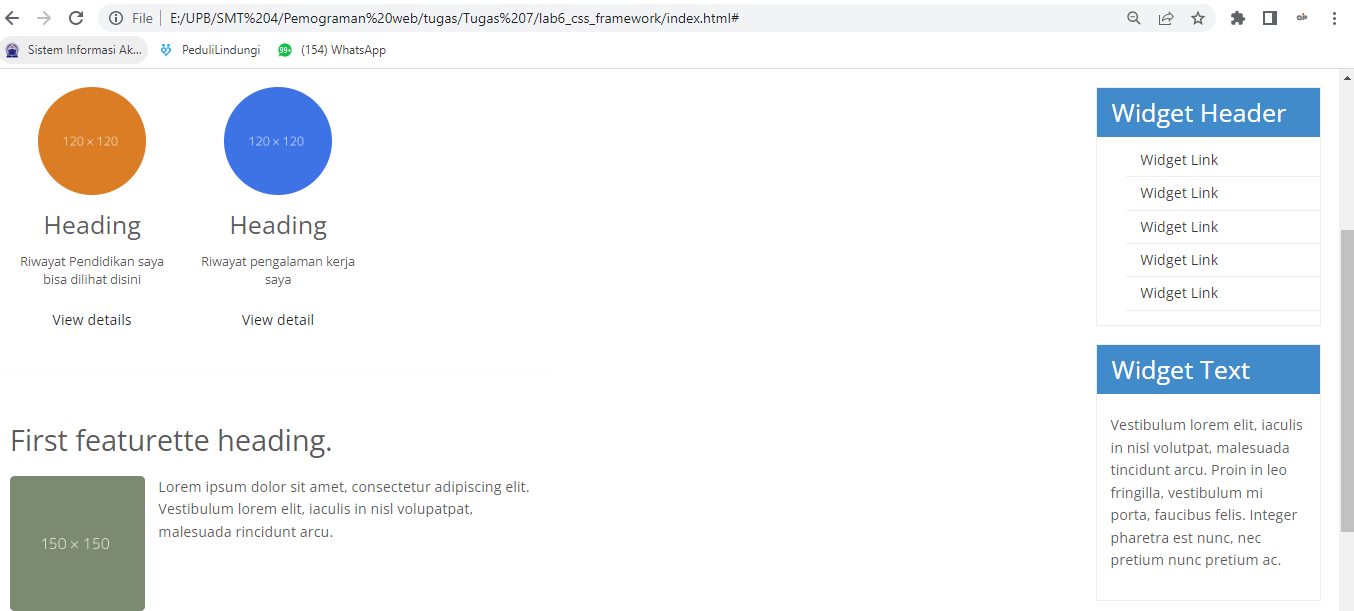 File
E:/UPB/SMT%204/Pemograman%20web/tugas/Tugas%207/lab6_css_framework/index.html#
Sistem Informasi Ak...
PeduliLindungi
99+
(154) WhatsApp
120 × 120
120 × 120
Heading
Heading
Riwayat Pendidikan saya
bisa dilihat disini
Riwayat pengalaman kerja
saya
View details
View detail
First featurette heading.
150 × 150
Lorem ipsum dolor sit amet, consectetur adipiscing elit.
Vestibulum lorem elit, iaculis in nisl volupatpat,
malesuada rincidunt arcu.
Widget Header
Widget Link
Widget Link
Widget Link
Widget Link
Widget Link
Widget Text
Vestibulum lorem elit, iaculis
in nisl volutpat, malesuada
tincidunt arcu. Proin in leo
fringilla, vestibulum mi
porta, faucibus felis. Integer
pharetra est nunc, nec
pretium nunc pretium ac.